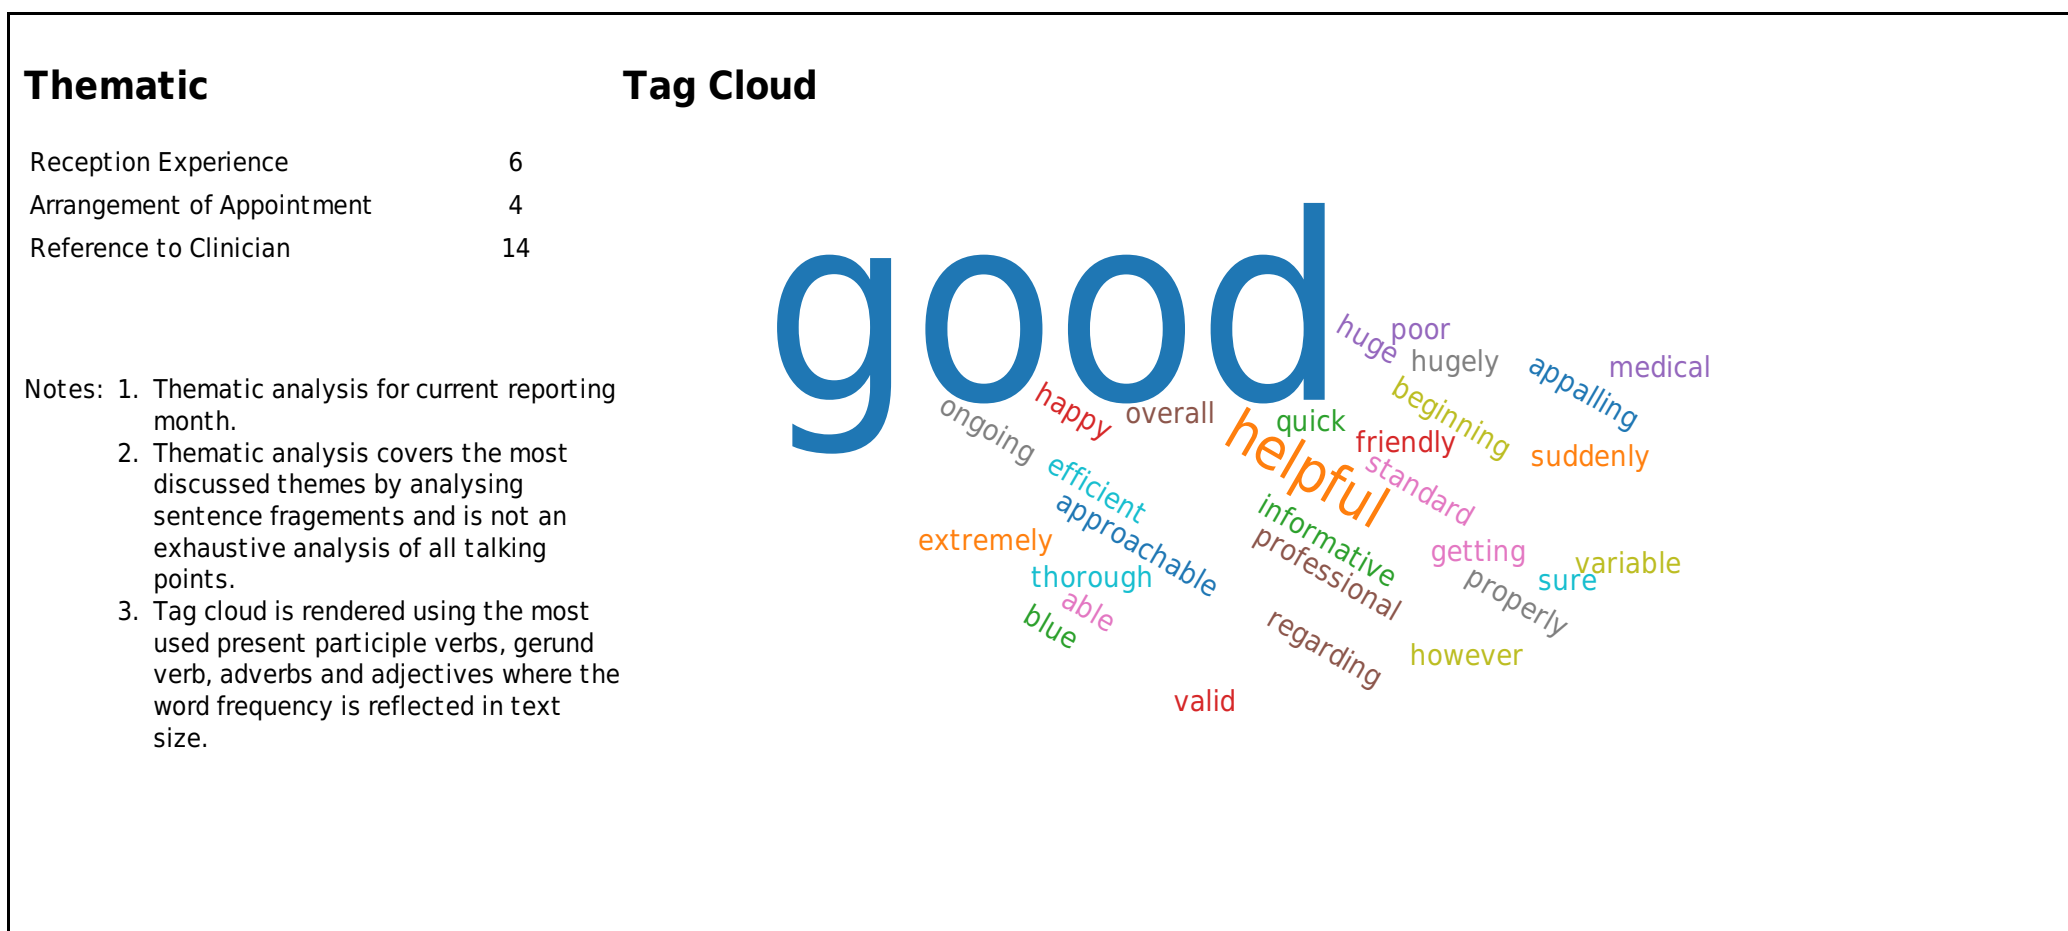 Thematic
Tag Cloud
Reception Experience 6
Arrangement of Appointment 4
Reference to Clinician 14
Notes: 1. Thematic analysis for current reporting
month.
2. Thematic analysis covers the most
discussed themes by analysing
sentence fragements and is not an
exhaustive analysis of all talking
points.
3. Tag cloud is rendered using the most
used present participle verbs, gerund
verb, adverbs and adjectives where the
word frequency is reflected in text
size.
good
huge
poor
hugely
appalling
medical
beginning
happy
overall
quick
ongoing
helpful
friendly
suddenly
standard
efficient
approachable
informative
professional
extremely
getting
variable
thorough
sure
properly
able
blue
regarding
however
valid